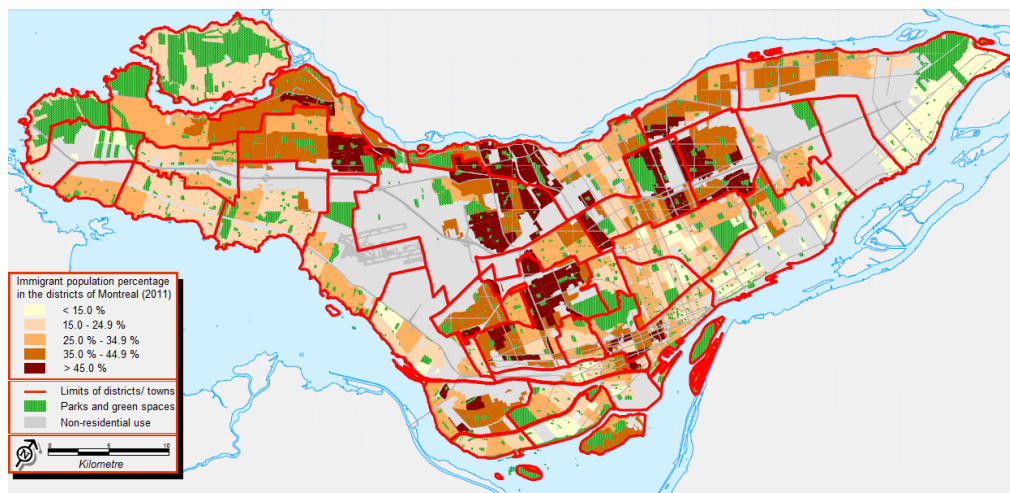 Immigrant population percentage
in the districts of Montreal (2011)
< 15.0 %
15.0 - 24.9 %
25.0 % - 34.9 %
35.0 % - 44.9 %
> 45.0 %
Limits of districts/ towns
Parks and green spaces
Non-residential use
N
0 5 10
Kilometre